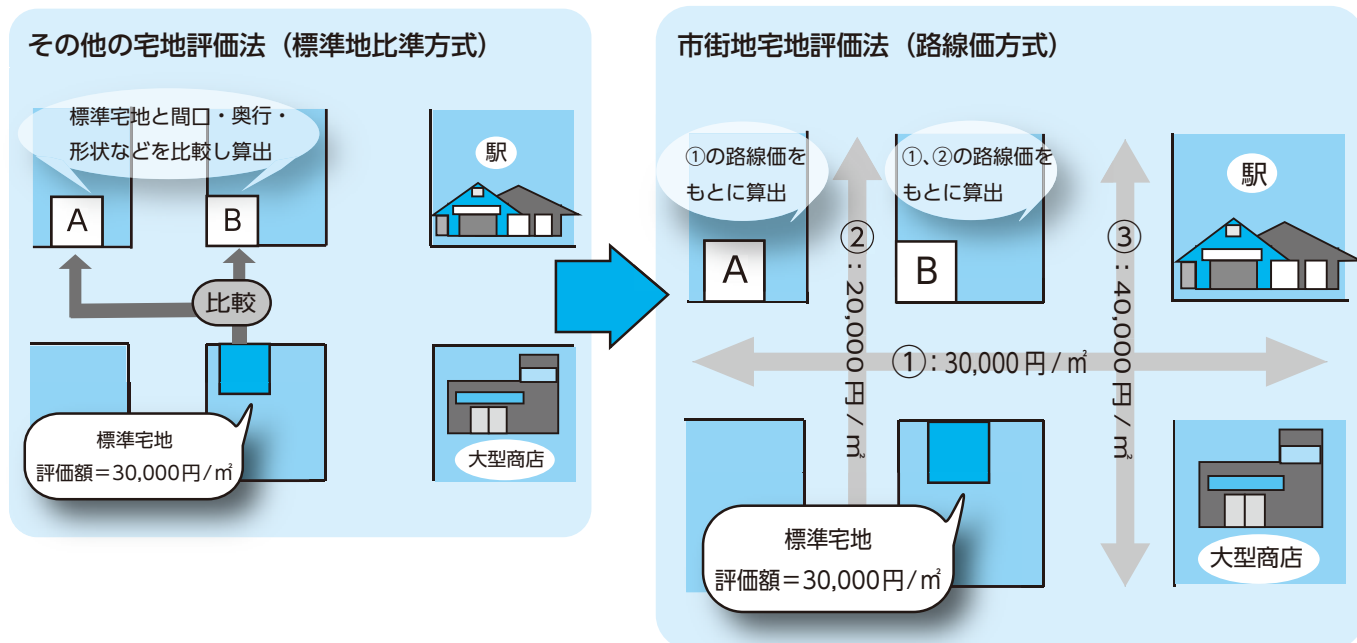 その他の宅地評価法（標準地比準方式）
標準宅地と間口・奥行・
形状などを比較し算出
駅
A
B
比較
標準宅地
評価額＝30,000円/㎡
大型商店
市街地宅地評価法（路線価方式）
①の路線価を
もとに算出
①、②の路線価を
もとに算出
駅
A
B
②：20,000円/㎡
③：40,000円/㎡
①：30,000円/㎡
標準宅地
評価額＝30,000円/㎡
大型商店